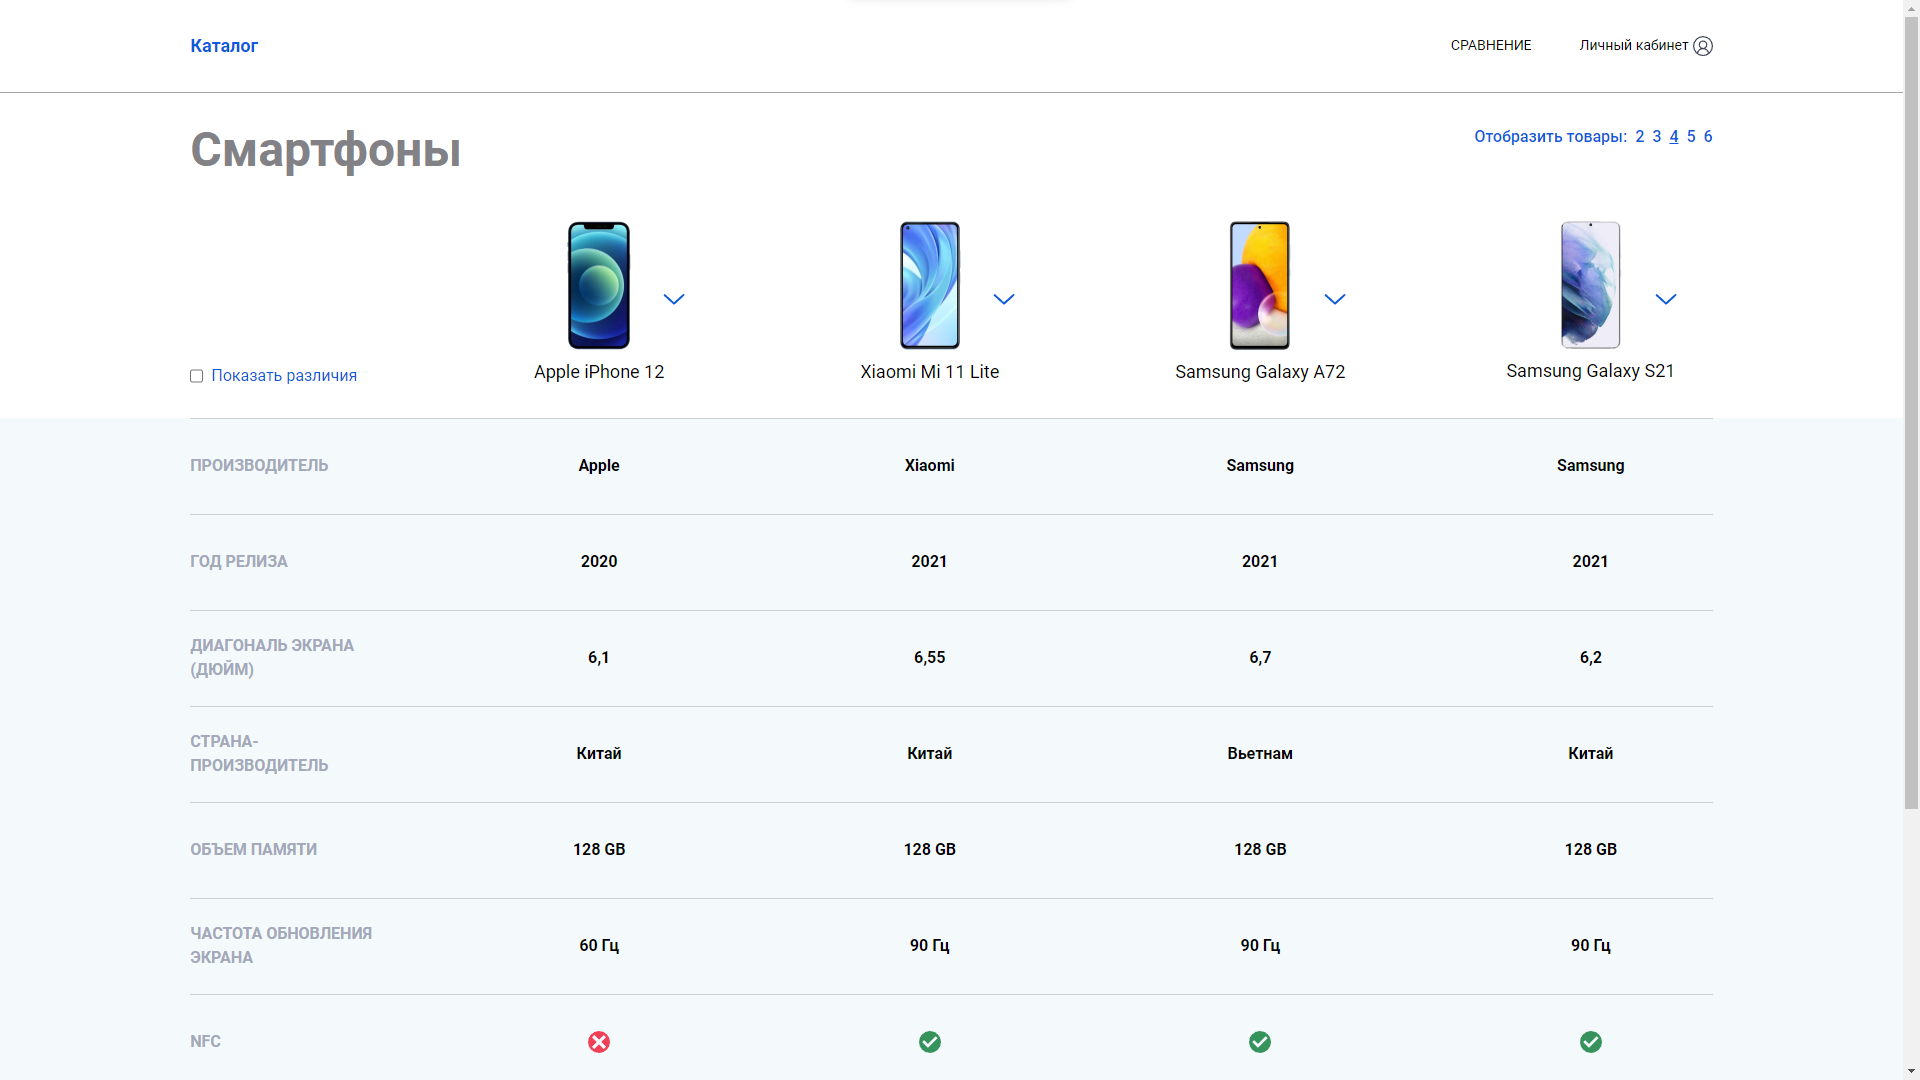 Каталог
СРАВНЕНИЕ
Личный кабинет
Смартфоны
Отобразить товары: 2 3 4 5 6
Показать различия
Apple iPhone 12
Xiaomi Mi 11 Lite
Samsung Galaxy A72
Samsung Galaxy S21
ПРОИЗВОДИТЕЛЬ
Apple
Xiaomi
Samsung
Samsung
ГОД РЕЛИЗА
2020
2021
2021
2021
ДИАГОНАЛЬ ЭКРАНА
(ДЮЙМ)
6,1
6,55
6,7
6,2
СТРАНА-
ПРОИЗВОДИТЕЛЬ
Китай
Китай
Вьетнам
Китай
ОБЪЕМ ПАМЯТИ
128 GB
128 GB
128 GB
128 GB
ЧАСТОТА ОБНОВЛЕНИЯ
ЭКРАНА
60 Гц
90 Гц
90 Гц
90 Гц
NFC